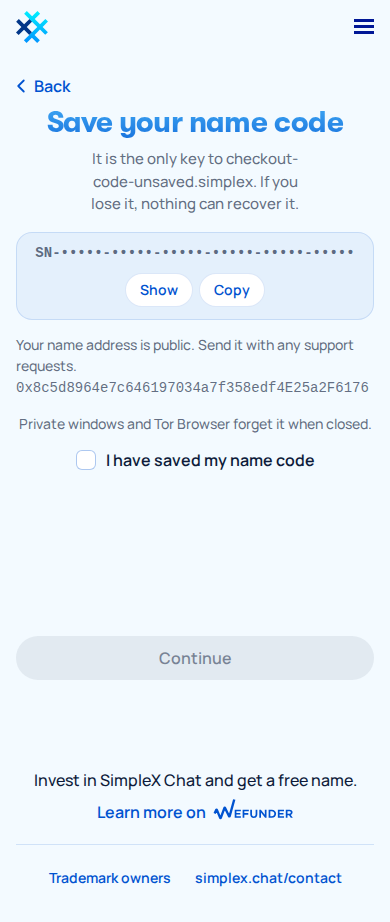 Back
Save your name code
It is the only key to checkout-
code-unsaved.simplex. If you
lose it, nothing can recover it.
SN-•••••-•••••-•••••-•••••-•••••-•••••
Show Copy
Your name address is public. Send it with any support
requests.
0x8c5d8964e7c646197034a7f358edf4E25a2F6176
Private windows and Tor Browser forget it when closed.
I have saved my name code
Continue
Invest in SimpleX Chat and get a free name.
Learn more on WEFUNDER
Trademark owners simplex.chat/contact